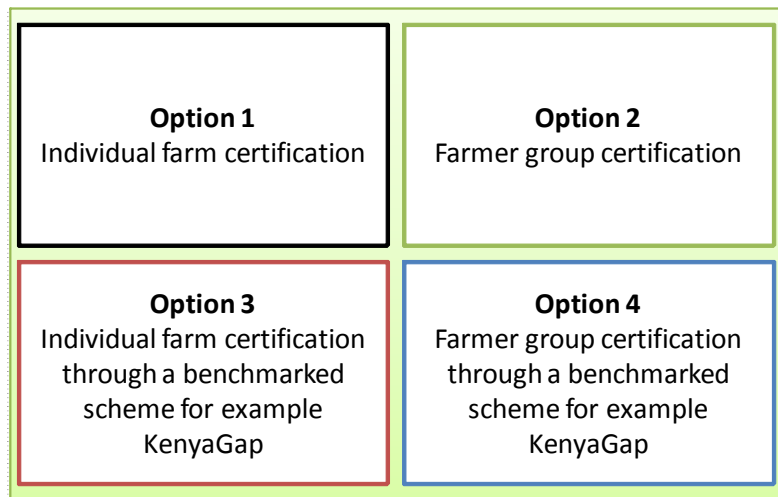 Option 1
Individual farm certification
Option 2
Farmer group certification
Option 3
Individual farm certification
through a benchmarked
scheme for example
KenyaGap
Option 4
Farmer group certification
through a benchmarked
scheme for example
KenyaGap